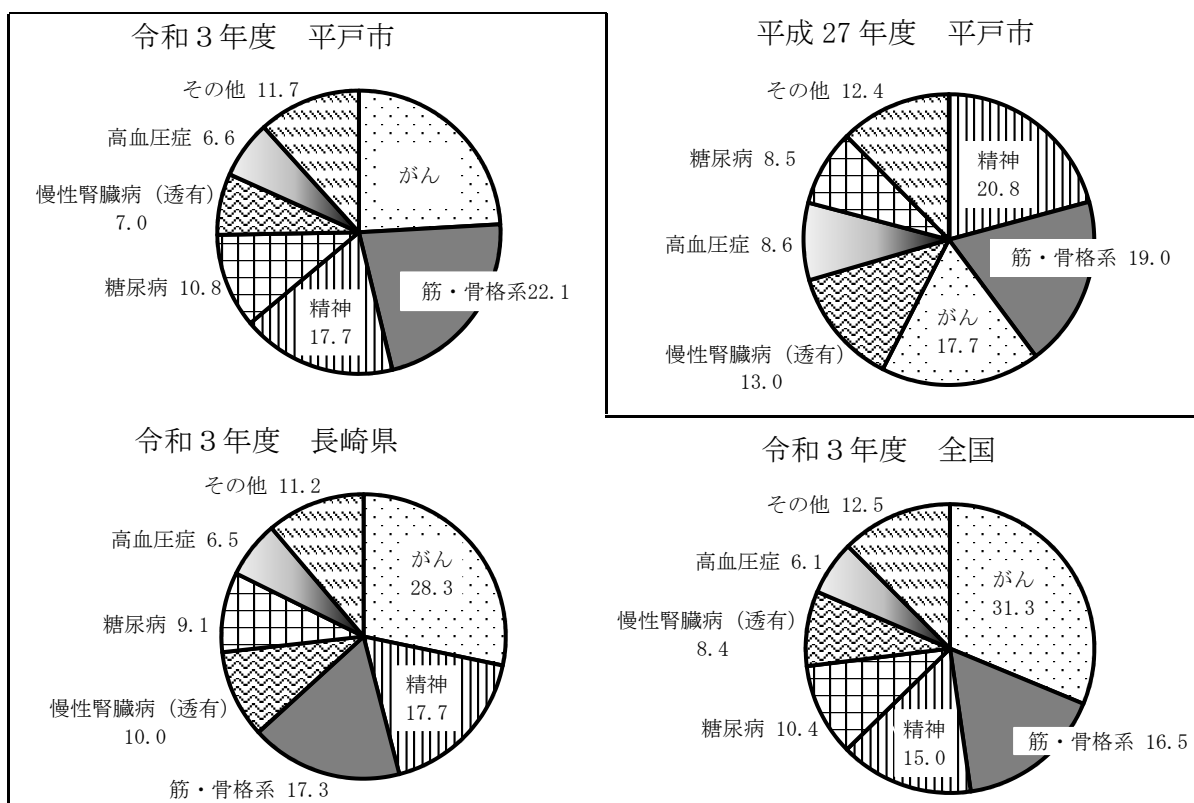 令和３年度　平戸市
その他 11.7
高血圧症 6.6
慢性腎臓病（透有）
7.0
糖尿病 10.8
精神
17.7
筋・骨格系22.1
がん
平成 27 年度　平戸市
その他 12.4
糖尿病 8.5
高血圧症 8.6
慢性腎臓病（透有）
13.0
がん
17.7
筋・骨格系 19.0
精神
20.8
令和３年度　長崎県
その他 11.2
高血圧症 6.5
糖尿病 9.1
慢性腎臓病（透有）
10.0
筋・骨格系 17.3
精神
17.7
がん
28.3
令和３年度　全国
その他 12.5
高血圧症 6.1
慢性腎臓病（透有）
8.4
糖尿病 10.4
精神
15.0
筋・骨格系 16.5
がん
31.3